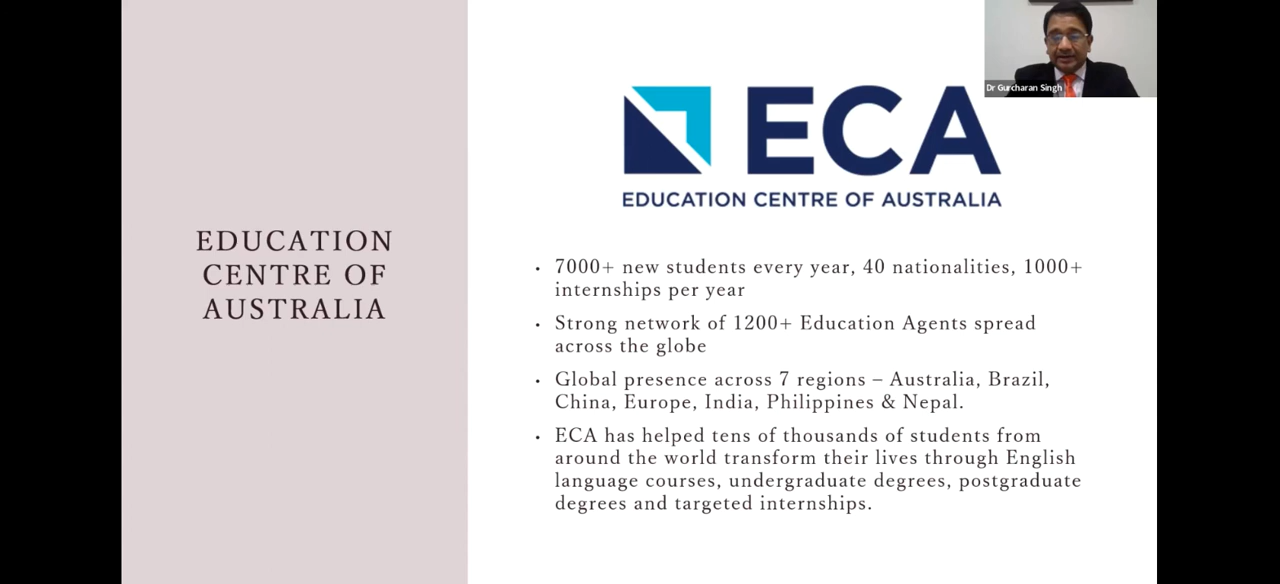 EDUCATION
CENTRE OF
AUSTRALIA
ECA
EDUCATION CENTRE OF AUSTRALIA
Dr Gurcharan Singh
• 7000+ new students every year, 40 nationalities, 1000+
internships per year
• Strong network of 1200+ Education Agents spread
across the globe
• Global presence across 7 regions – Australia, Brazil,
China, Europe, India, Philippines & Nepal.
• ECA has helped tens of thousands of students from
around the world transform their lives through English
language courses, undergraduate degrees, postgraduate
degrees and targeted internships.